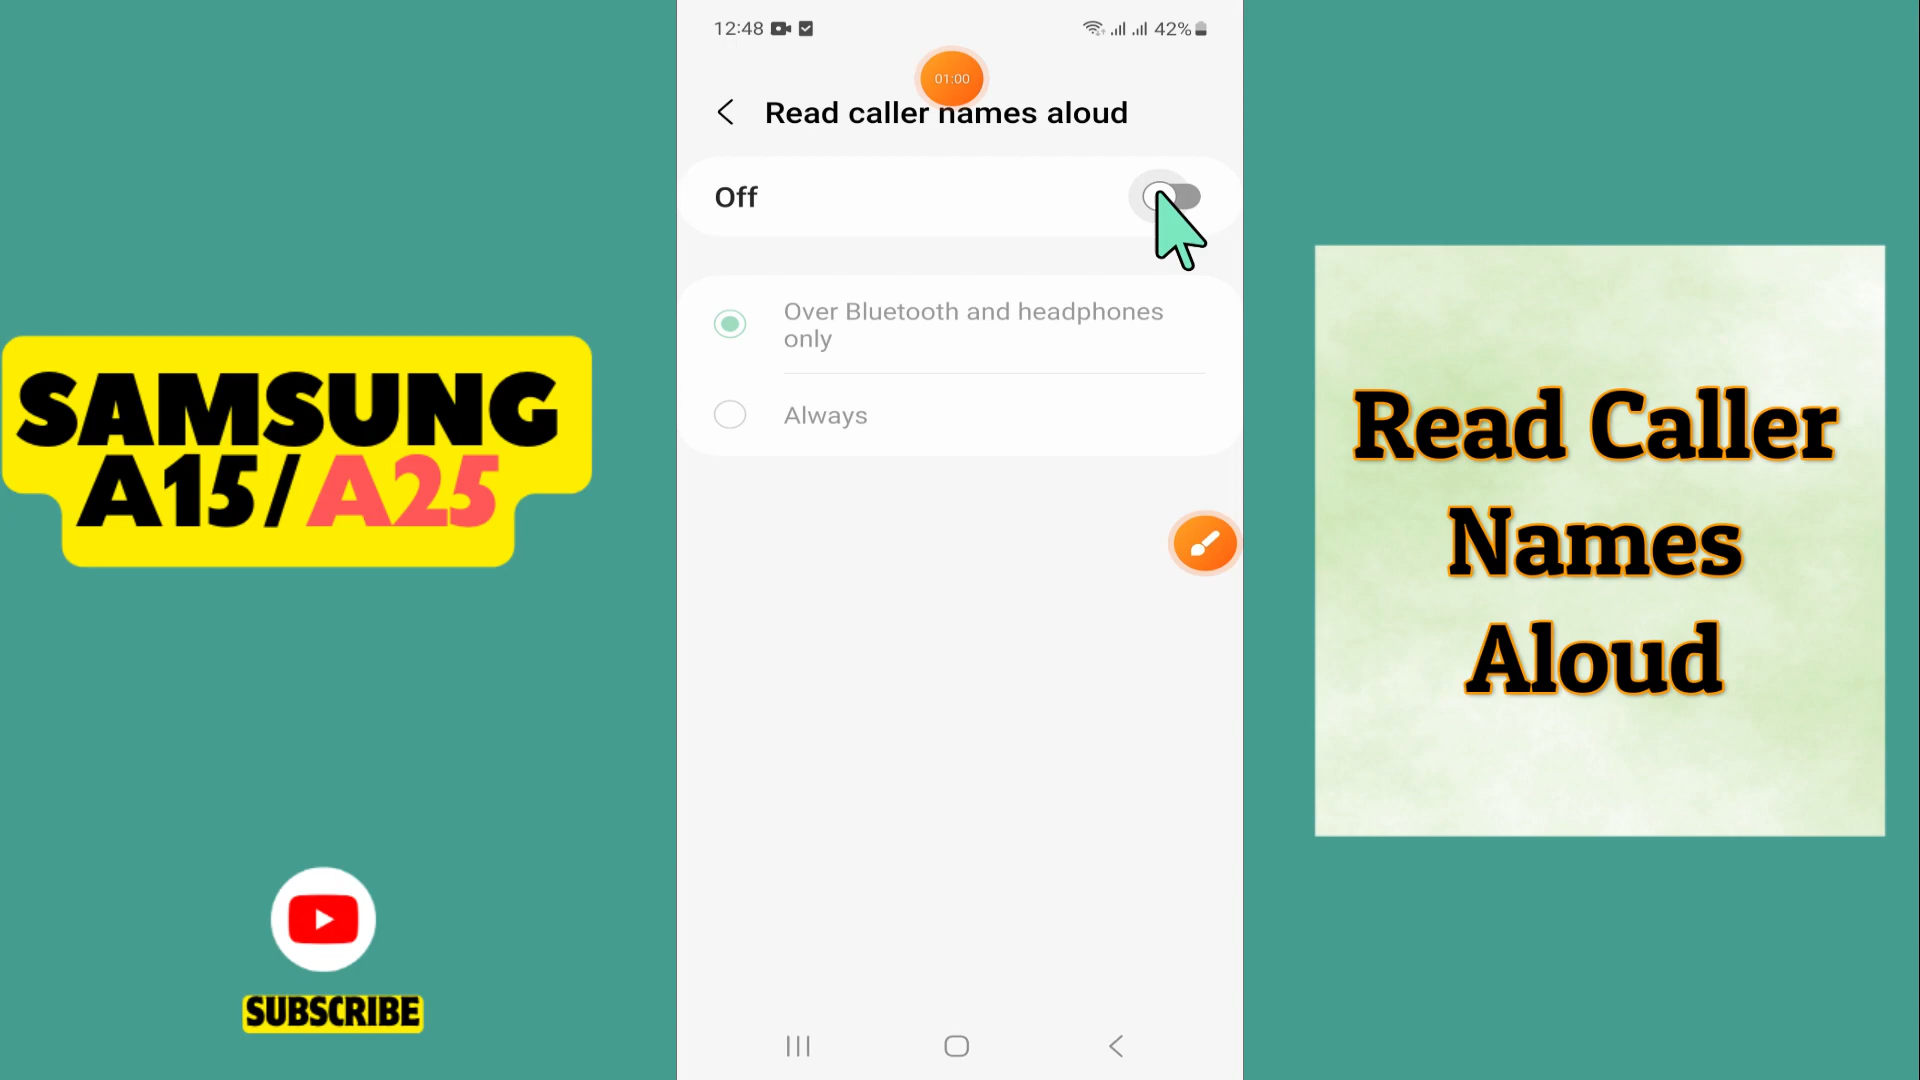 SAMSUNG
A15/A25
SUBSCRIBE
12:48
42%
01:00
Read caller names aloud
Off
Over Bluetooth and headphones
only
Always
Read Caller
Names
Aloud